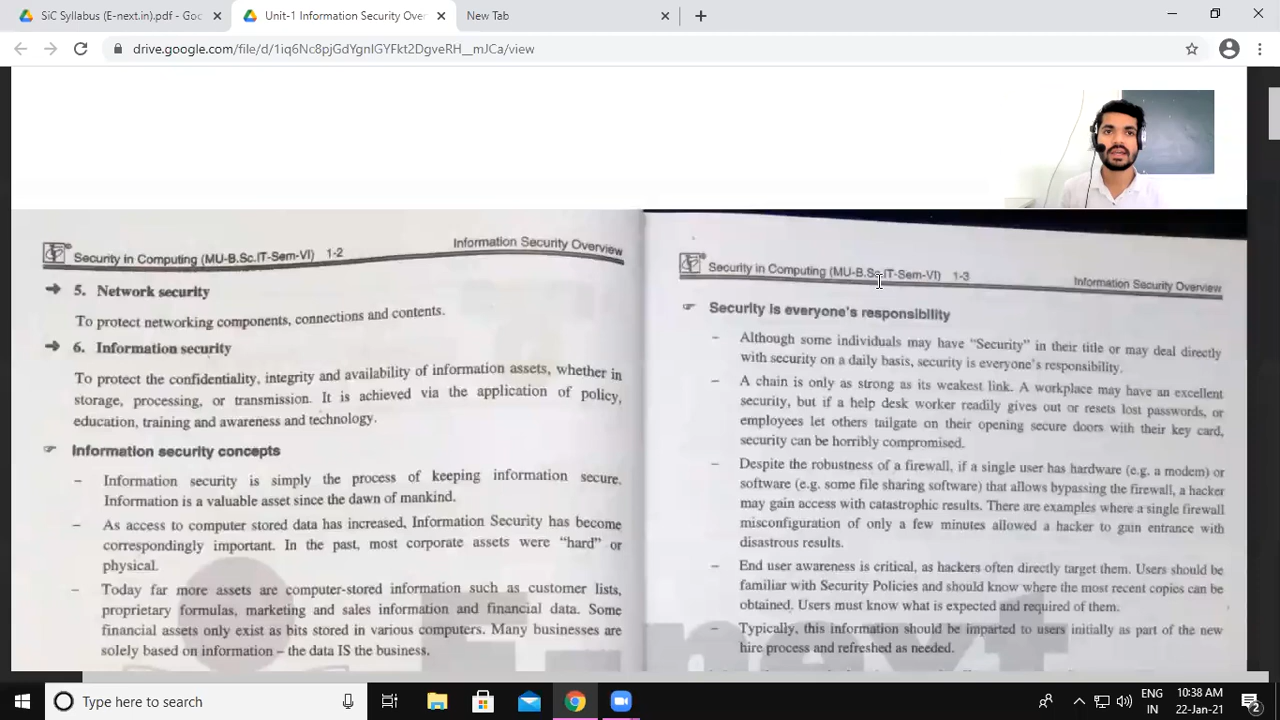 SiC Syllabus (E-next.in).pdf - Goo
Unit-1 Information Security Over
New Tab
drive.google.com/file/d/1iq6Nc8pjGdYgnIGYFkt2DgveRH__mJCa/view
Security in Computing (MU-B.Sc.IT-Sem-VI) 1-2
Information Security Overview
5. Network security
To protect networking components, connections and contents.
6. Information security
To protect the confidentiality, integrity and availability of information assets, whether in
storage, processing, or transmission. It is achieved via the application of policy,
education, training and awareness and technology.
Information security concepts
- Information security is simply the process of keeping information secure.
Information is a valuable asset since the dawn of mankind.
- As access to computer stored data has increased, Information Security has become
correspondingly important. In the past, most corporate assets were "hard" or
physical.
- Today far more assets are computer-stored information such as customer lists,
proprietary formulas, marketing and sales information and financial data. Some
financial assets only exist as bits stored in various computers. Many businesses are
solely based on information – the data IS the business.
Security in Computing (MU-B.Sc.IT-Sem-VI) 1-3
Information Security Overview
Security is everyone's responsibility
- Although some individuals may have "Security" in their title or may deal directly
with security on a daily basis, security is everyone's responsibility.
- A chain is only as strong as its weakest link. A workplace may have an excellent
security, but if a help desk worker readily gives out or resets lost passwords, or
employees let others tailgate on their opening secure doors with their key card,
security can be horribly compromised.
- Despite the robustness of a firewall, if a single user has hardware (e.g. a modem) or
software (e.g. some file sharing software) that allows bypassing the firewall, a hacker
may gain access with catastrophic results. There are examples where a single firewall
misconfiguration of only a few minutes allowed a hacker to gain entrance with
disastrous results.
- End user awareness is critical, as hackers often directly target them. Users should be
familiar with Security Policies and should know where the most recent copies can be
obtained. Users must know what is expected and required of them.
- Typically, this information should be imparted to users initially as part of the new
hire process and refreshed as needed.
Type here to search
ENG
IN
10:38 AM
22-Jan-21
2